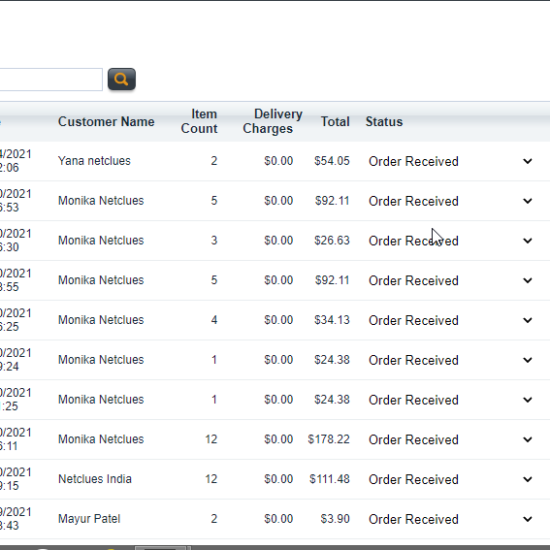 Customer Name Item Count Delivery Charges Total Status
4/2021 2:06 Yana netclues 2 $0.00 $54.05 Order Received
0/2021 6:53 Monika Netclues 5 $0.00 $92.11 Order Received
0/2021 6:30 Monika Netclues 3 $0.00 $26.63 Order Received
0/2021 3:55 Monika Netclues 5 $0.00 $92.11 Order Received
0/2021 6:25 Monika Netclues 4 $0.00 $34.13 Order Received
0/2021 9:24 Monika Netclues 1 $0.00 $24.38 Order Received
0/2021 :25 Monika Netclues 1 $0.00 $24.38 Order Received
0/2021 6:11 Monika Netclues 12 $0.00 $178.22 Order Received
0/2021 9:15 Netclues India 12 $0.00 $111.48 Order Received
9/2021 3:43 Mayur Patel 2 $0.00 $3.90 Order Received